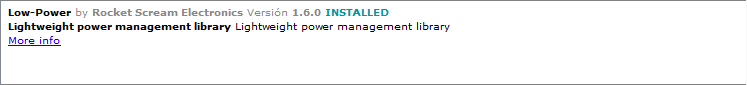 Low-Power by Rocket Scream Electronics Versión 1.6.0 INSTALLED
Lightweight power management library Lightweight power management library
More info